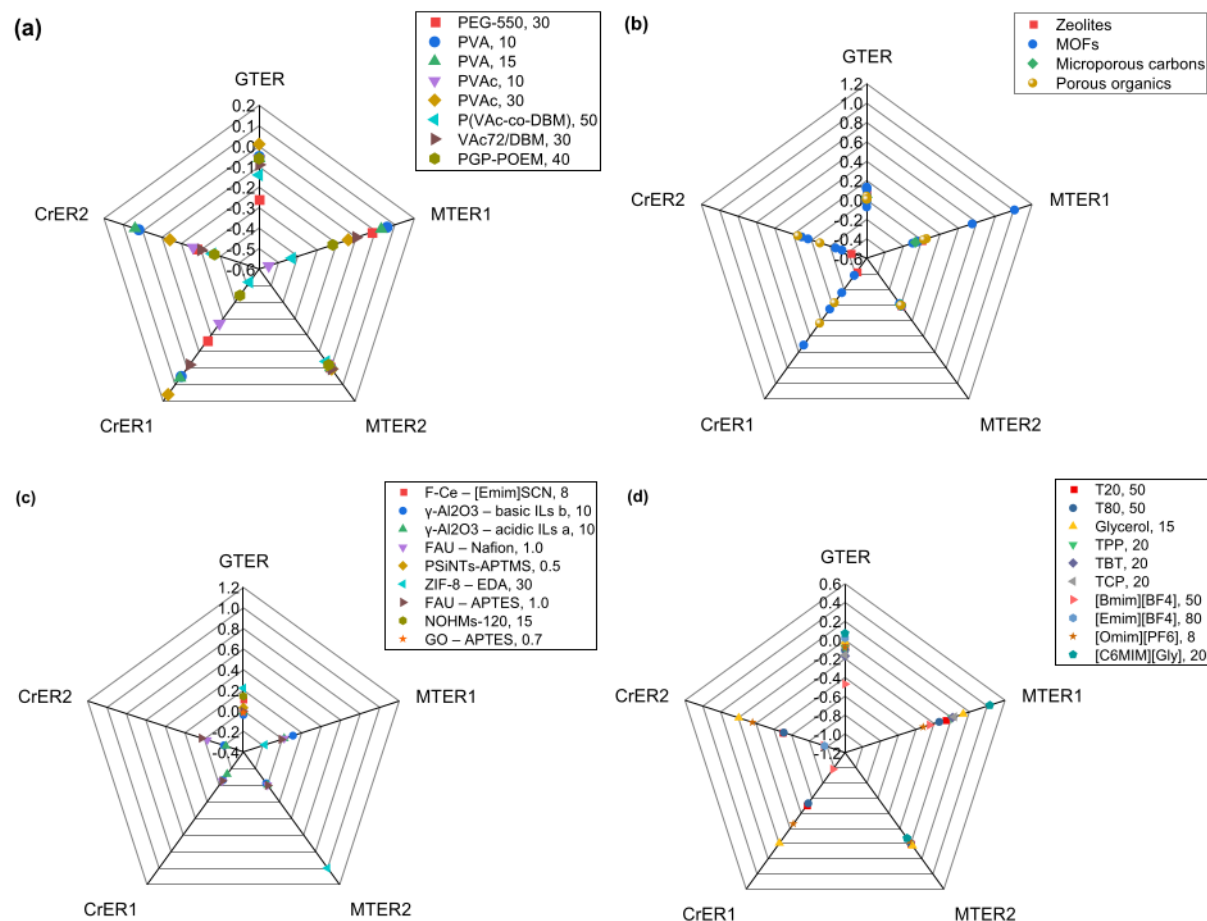 (a)
PEG-550, 30
PVA, 10
PVA, 15
PVAc, 10
PVAc, 30
P(VAc-co-DBM), 50
VAc72/DBM, 30
PGP-POEM, 40
GTER
0.2
0.1
0.0
-0.1
-0.2
-0.3
-0.4
-0.5
-0.6
MTER1
MTER2
CrER1
CrER2
(b)
Zeolites
MOFs
Microporous carbons
Porous organics
GTER
1.2
1.0
0.8
0.6
0.4
0.2
0.0
-0.2
-0.4
-0.6
MTER1
MTER2
CrER1
CrER2
(c)
F-Ce – [Emim]SCN, 8
γ-Al2O3 – basic ILs b, 10
γ-Al2O3 – acidic ILs a, 10
FAU – Nafion, 1.0
PSiNTs-APTMS, 0.5
ZIF-8 – EDA, 30
FAU – APTES, 1.0
NOHMs-120, 15
GO – APTES, 0.7
GTER
1.2
1.0
0.8
0.6
0.4
0.2
0.0
-0.2
-0.4
MTER1
MTER2
CrER1
CrER2
(d)
T20, 50
T80, 50
Glycerol, 15
TPP, 20
TBT, 20
TCP, 20
[Bmim][BF4], 50
[Emim][BF4], 80
[Omim][PF6], 8
[C6MIM][Gly], 20
GTER
0.6
0.4
0.2
0.0
-0.2
-0.4
-0.6
-0.8
-1.0
-1.2
MTER1
MTER2
CrER1
CrER2